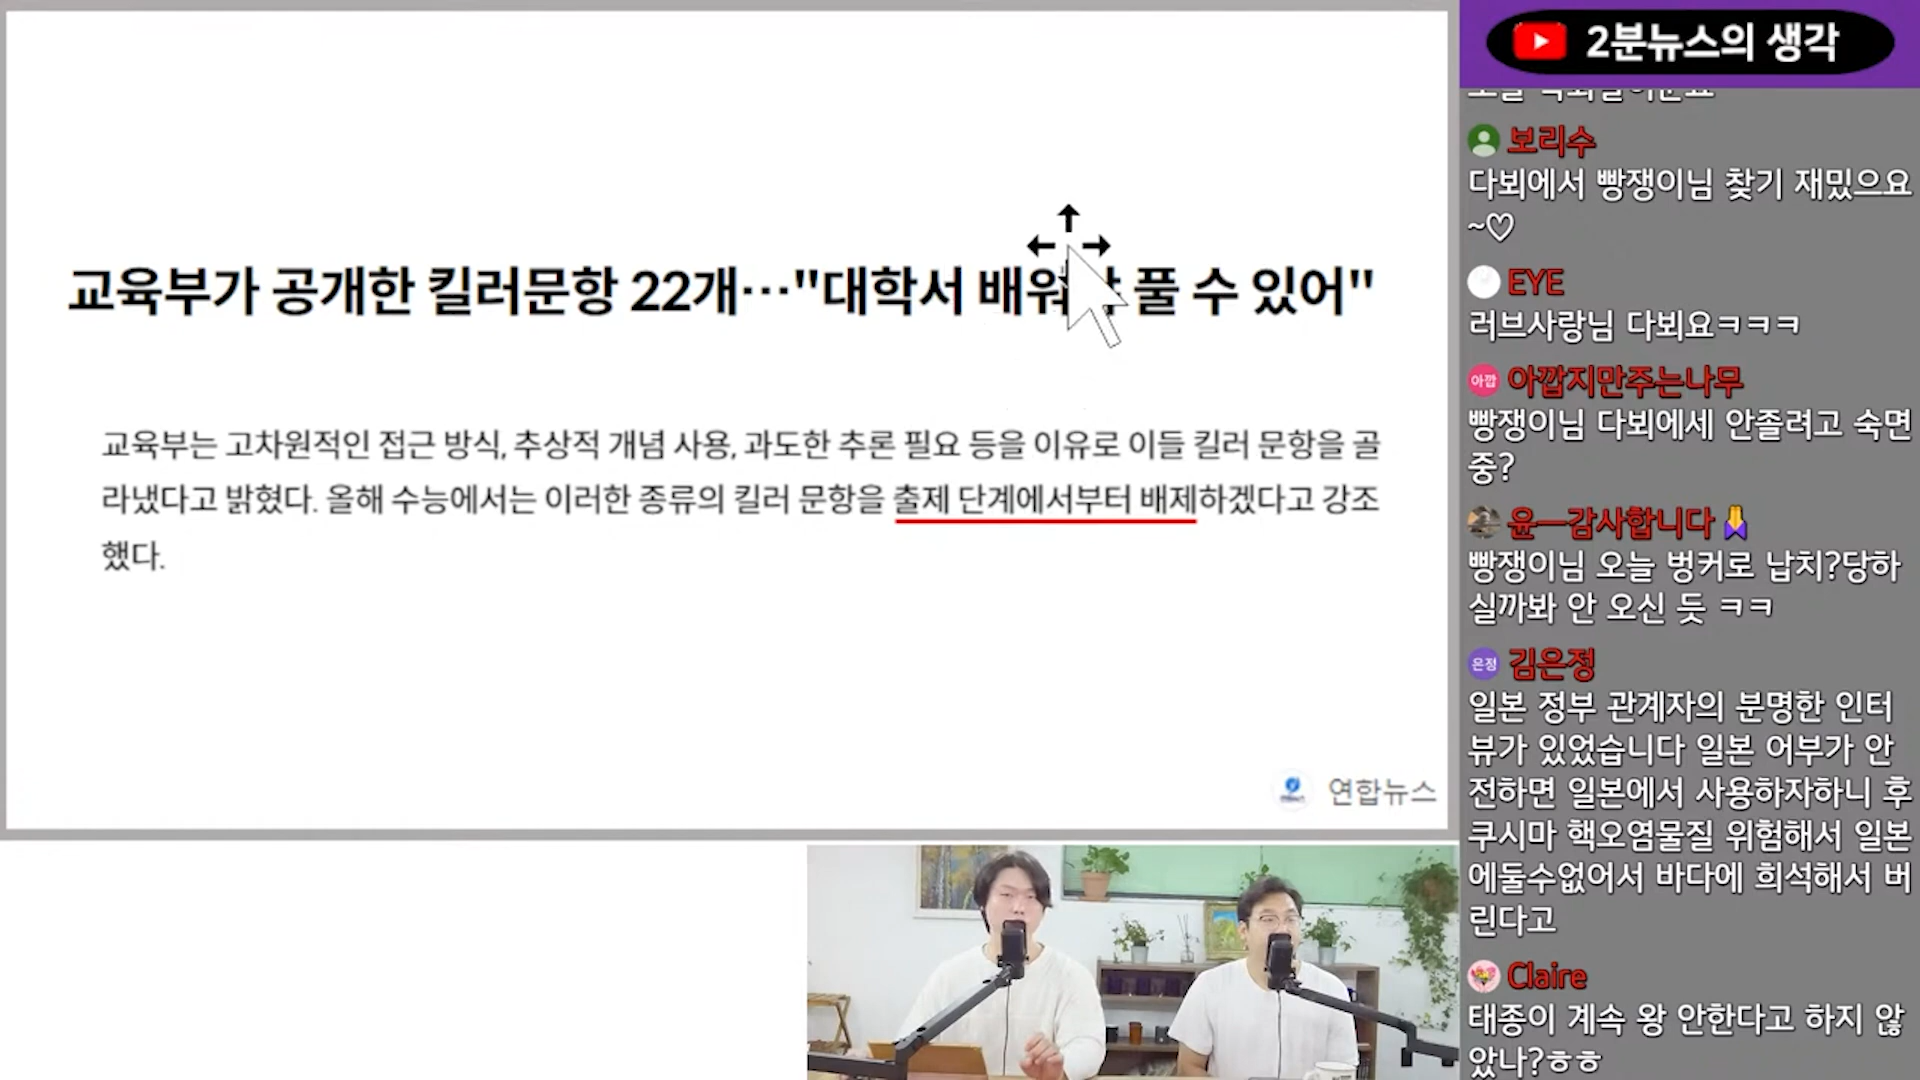 교육부가 공개한 킬러문항 22개…"대학서 배워야 풀 수 있어"
교육부는 고차원적인 접근 방식, 추상적 개념 사용, 과도한 추론 필요 등을 이유로 이들 킬러 문항을 골
라냈다고 밝혔다. 올해 수능에서는 이러한 종류의 킬러 문항을 출제 단계에서부터 배제하겠다고 강조
했다.
연합뉴스
2분뉴스의 생각
보리수
다뵈에서 빵쟁이님 찾기 재밌으요
~♡
EYE
러브사랑님 다뵈요ㅋㅋㅋ
아깝
아깝지만주는나무
빵쟁이님 다뵈에세 안졸려고 숙면
중?
윤—감사합니다
빵쟁이님 오늘 벙커로 납치?당하
실까봐 안 오신 듯 ㅋㅋ
은정
김은정
일본 정부 관계자의 분명한 인터
뷰가 있었습니다 일본 어부가 안
전하면 일본에서 사용하자하니 후
쿠시마 핵오염물질 위험해서 일본
에둘수없어서 바다에 희석해서 버
린다고
Claire
태종이 계속 왕 안한다고 하지 않
았나?ㅎㅎ